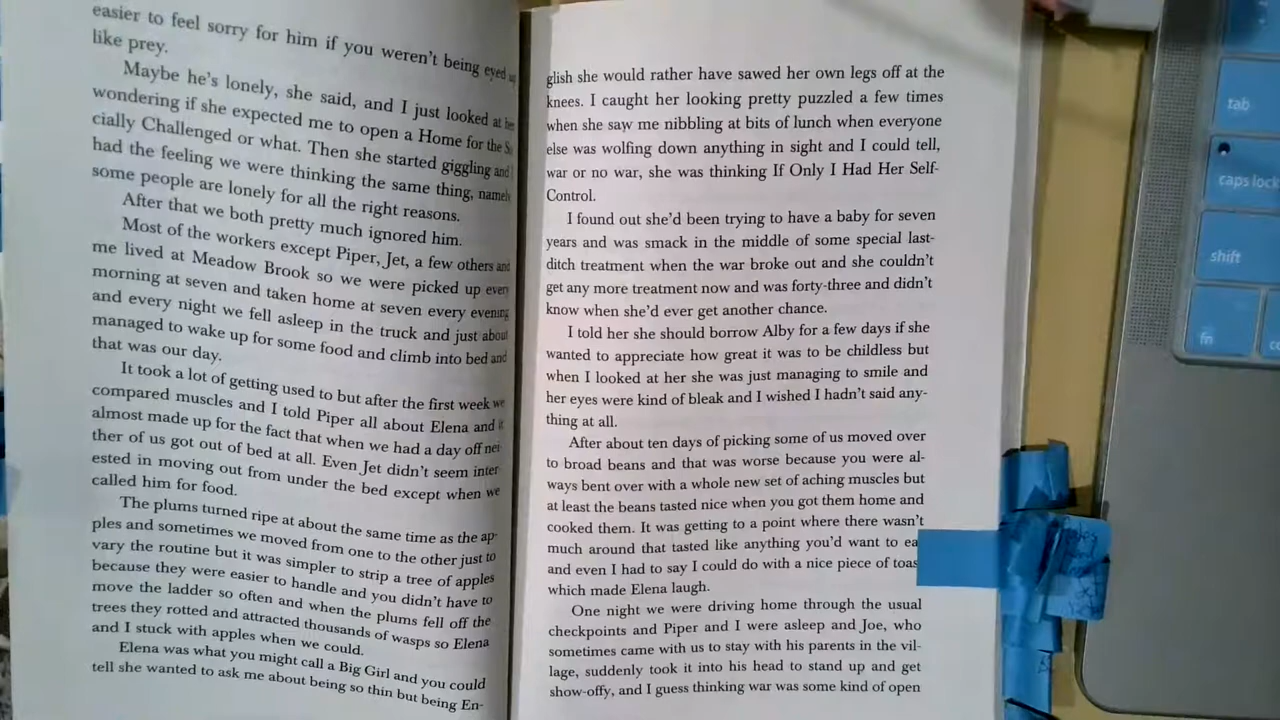 easier to feel sorry for him if you weren't being eyed
like prey.
Maybe he's lonely, she said, and I just looked at
wondering if she expected me to open a Home for the
cially Challenged or what. Then she started giggling and
had the feeling we were thinking the same thing, namely
some people are lonely for all the right reasons.
After that we both pretty much ignored him.
Most of the workers except Piper, Jet, a few others and
me lived at Meadow Brook so we were picked up every
morning at seven and taken home at seven every evening
and every night we fell asleep in the truck and just about
managed to wake up for some food and climb into bed and
that was our day.
It took a lot of getting used to but after the first week we
compared muscles and I told Piper all about Elena and it
almost made up for the fact that when we had a day off nei-
ther of us got out of bed at all. Even Jet didn't seem inter-
ested in moving out from under the bed except when we
called him for food.
The plums turned ripe at about the same time as the ap-
ples and sometimes we moved from one to the other just to
vary the routine but it was simpler to strip a tree of apples
because they were easier to handle and you didn't have to
move the ladder so often and when the plums fell off the
trees they rotted and attracted thousands of wasps so Elena
and I stuck with apples when we could.
Elena was what you might call a Big Girl and you could
tell she wanted to ask me about being so thin but being En-
glish she would rather have sawed her own legs off at the
knees. I caught her looking pretty puzzled a few times
when she saw me nibbling at bits of lunch when everyone
else was wolfing down anything in sight and I could tell,
war or no war, she was thinking If Only I Had Her Self-
Control.
I found out she'd been trying to have a baby for seven
years and was smack in the middle of some special last-
ditch treatment when the war broke out and she couldn't
get any more treatment now and was forty-three and didn't
know when she'd ever get another chance.
I told her she should borrow Alby for a few days if she
wanted to appreciate how great it was to be childless but
when I looked at her she was just managing to smile and
her eyes were kind of bleak and I wished I hadn't said any-
thing at all.
After about ten days of picking some of us moved over
to broad beans and that was worse because you were al-
ways bent over with a whole new set of aching muscles but
at least the beans tasted nice when you got them home and
cooked them. It was getting to a point where there wasn't
much around that tasted like anything you'd want to ea
and even I had to say I could do with a nice piece of toas
which made Elena laugh.
One night we were driving home through the usual
checkpoints and Piper and I were asleep and Joe, who
sometimes came with us to stay with his parents in the vil-
lage, suddenly took it into his head to stand up and get
show-offy, and I guess thinking war was some kind of open
tab
caps lock
shift
fn